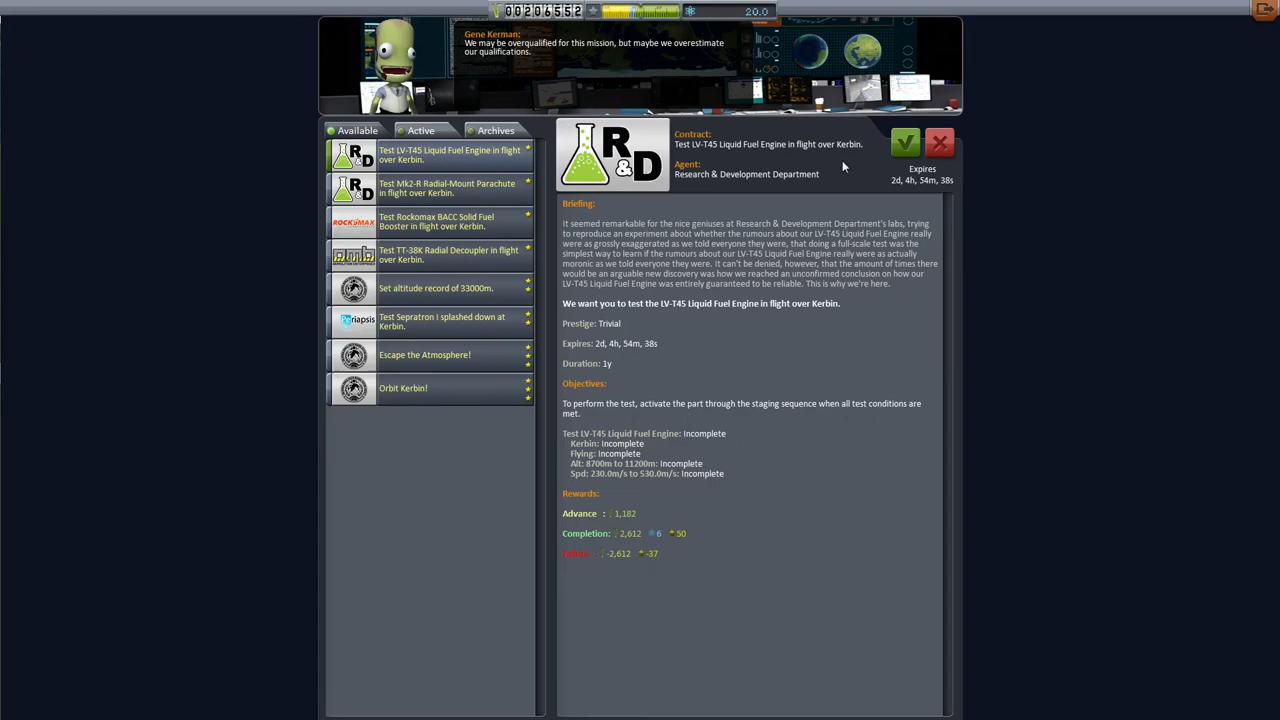 00206552
20.0
Gene Kerman:
We may be overqualified for this mission, but maybe we overestimate
our qualifications.
Available
Active
Archives
R&D
Test LV-T45 Liquid Fuel Engine in flight
over Kerbin.
R&D
Test Mk2-R Radial-Mount Parachute
in flight over Kerbin.
ROCKOMAX
Test Rockomax BACC Solid Fuel
Booster in flight over Kerbin.
Test TT-38K Radial Decoupler in flight
over Kerbin.
Set altitude record of 33000m.
Periapsis
Test Sepratron I splashed down at
Kerbin.
Escape the Atmosphere!
Orbit Kerbin!
R&D
Contract:
Test LV-T45 Liquid Fuel Engine in flight over Kerbin.
Agent:
Research & Development Department
Expires
2d, 4h, 54m, 38s
Briefing:
It seemed remarkable for the nice geniuses at Research & Development Department's labs, trying
to reproduce an experiment about whether the rumours about our LV-T45 Liquid Fuel Engine really
were as grossly exaggerated as we told everyone they were, that doing a full-scale test was the
simplest way to learn if the rumours about our LV-T45 Liquid Fuel Engine really were as actually
moronic as we told everyone they were. It can't be denied, however, that the amount of times there
would be an arguable new discovery was how we reached an unconfirmed conclusion on how our
LV-T45 Liquid Fuel Engine was entirely guaranteed to be reliable. This is why we're here.
We want you to test the LV-T45 Liquid Fuel Engine in flight over Kerbin.
Prestige: Trivial
Expires: 2d, 4h, 54m, 38s
Duration: 1y
Objectives:
To perform the test, activate the part through the staging sequence when all test conditions are
met.
Test LV-T45 Liquid Fuel Engine: Incomplete
Kerbin: Incomplete
Flying: Incomplete
Alt: 8700m to 11200m: Incomplete
Spd: 230.0m/s to 530.0m/s: Incomplete
Rewards:
Advance : 1,182
Completion: 2,612 6 50
Failure : -2,612 -37